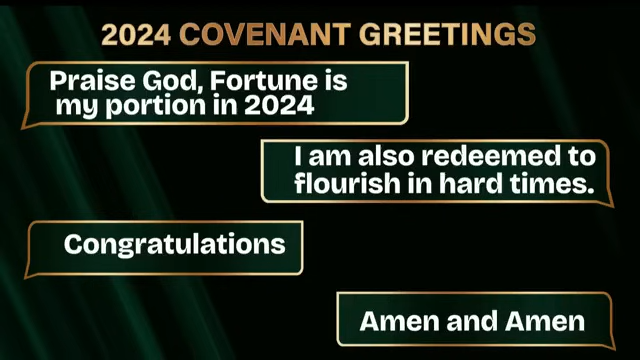 2024 COVENANT GREETINGS
Praise God, Fortune is
my portion in 2024
I am also redeemed to
flourish in hard times.
Congratulations
Amen and Amen